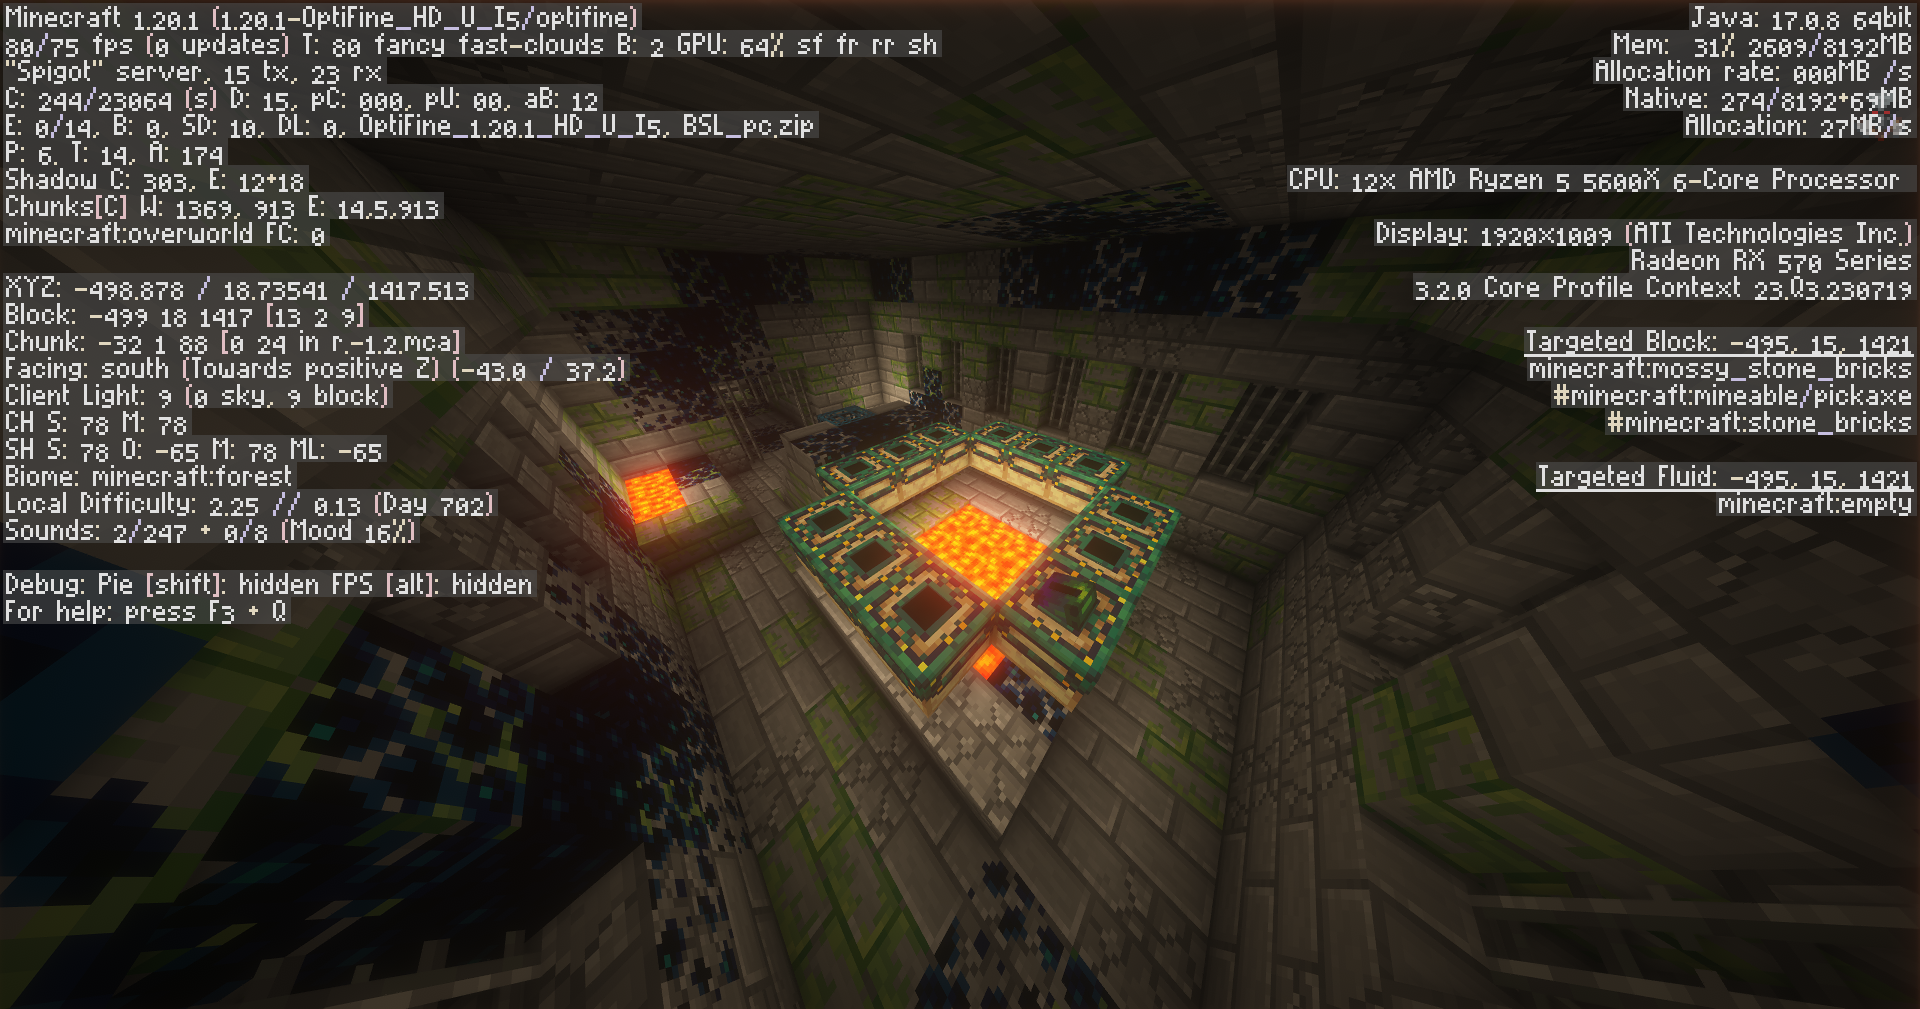 Minecraft 1.20.1 (1.20.1-OptiFine_HD_U_I5/optifine)
80/75 fps (0 updates) T: 80 fancy fast-clouds B: 2 GPU: 64% sf fr rr sh
"Spigot" server, 15 tx, 23 rx
C: 244/23064 (s) D: 15, pC: 000, pU: 00, aB: 12
E: 0/14, B: 0, SD: 10, DL: 0, OptiFine_1.20.1_HD_U_I5, BSL_pc.zip
P: 6, T: 14, A: 174
Shadow C: 303, E: 12+18
Chunks[C] W: 1369, 913 E: 14,5,913
minecraft:overworld FC: 0
XYZ: -498.878 / 18.73541 / 1417.513
Block: -499 18 1417 [13 2 9]
Chunk: -32 1 88 [0 24 in r.-1.2.mca]
Facing: south (Towards positive Z) (-43.0 / 37.2)
Client Light: 9 (0 sky, 9 block)
CH S: 78 M: 78
SH S: 78 O: -65 M: 78 ML: -65
Biome: minecraft:forest
Local Difficulty: 2.25 // 0.13 (Day 702)
Sounds: 2/247 + 0/8 (Mood 16%)
Debug: Pie [shift]: hidden FPS [alt]: hidden
For help: press F3 + Q
Java: 17.0.8 64bit
Mem: 31% 2609/8192MB
Allocation rate: 000MB /s
Native: 274/8192+69MB
Allocation: 27MB/s
CPU: 12x AMD Ryzen 5 5600X 6-Core Processor
Display: 1920x1009 (ATI Technologies Inc.)
Radeon RX 570 Series
3.2.0 Core Profile Context 23.Q3.230719
Targeted Block: -495, 15, 1421
minecraft:mossy_stone_bricks
#minecraft:mineable/pickaxe
#minecraft:stone_bricks
Targeted Fluid: -495, 15, 1421
minecraft:empty